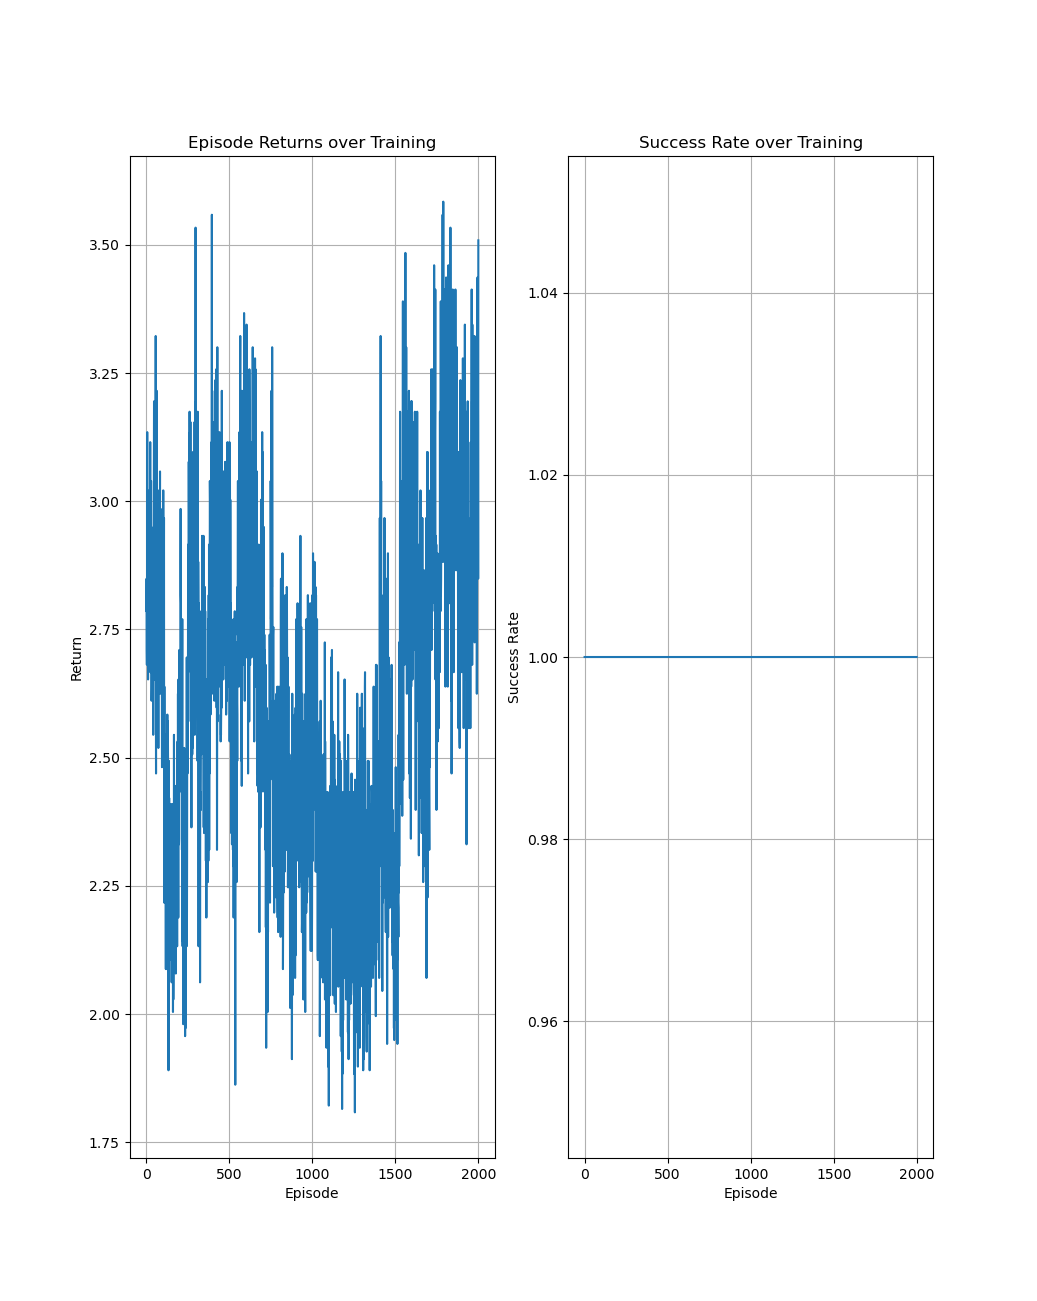 Episode Returns over Training
3.50
3.25
3.00
2.75
2.50
2.25
2.00
1.75
Return
0 500 1000 1500 2000
Episode
Success Rate over Training
1.04
1.02
1.00
0.98
0.96
Success Rate
0 500 1000 1500 2000
Episode